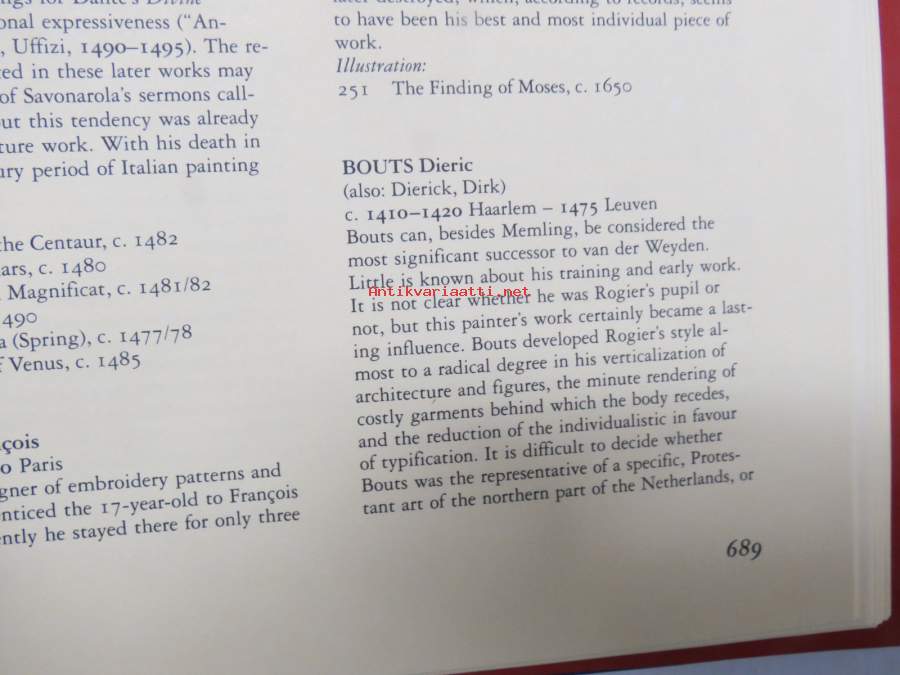 onal expressiveness ("An-
, Uffizi, 1490–1495). The re-
ted in these later works may
of Savonarola's sermons call-
ut this tendency was already
ture work. With his death in
ury period of Italian painting
the Centaur, c. 1482
ars, c. 1480
Magnificat, c. 1481/82
490
a (Spring), c. 1477/78
f Venus, c. 1485
çois
o Paris
gner of embroidery patterns and
nticed the 17-year-old to François
ently he stayed there for only three
later destroyed, which, according to records, seems
to have been his best and most individual piece of
work.
Illustration:
251 The Finding of Moses, c. 1650
BOUTS Dieric
(also: Dierick, Dirk)
c. 1410–1420 Haarlem – 1475 Leuven
Bouts can, besides Memling, be considered the
most significant successor to van der Weyden.
Little is known about his training and early work.
It is not clear whether he was Rogier's pupil or
not, but this painter's work certainly became a last-
ing influence. Bouts developed Rogier's style al-
most to a radical degree in his verticalization of
architecture and figures, the minute rendering of
costly garments behind which the body recedes,
and the reduction of the individualistic in favour
of typification. It is difficult to decide whether
Bouts was the representative of a specific, Protes-
tant art of the northern part of the Netherlands, or
689
Antikvariaatti.net